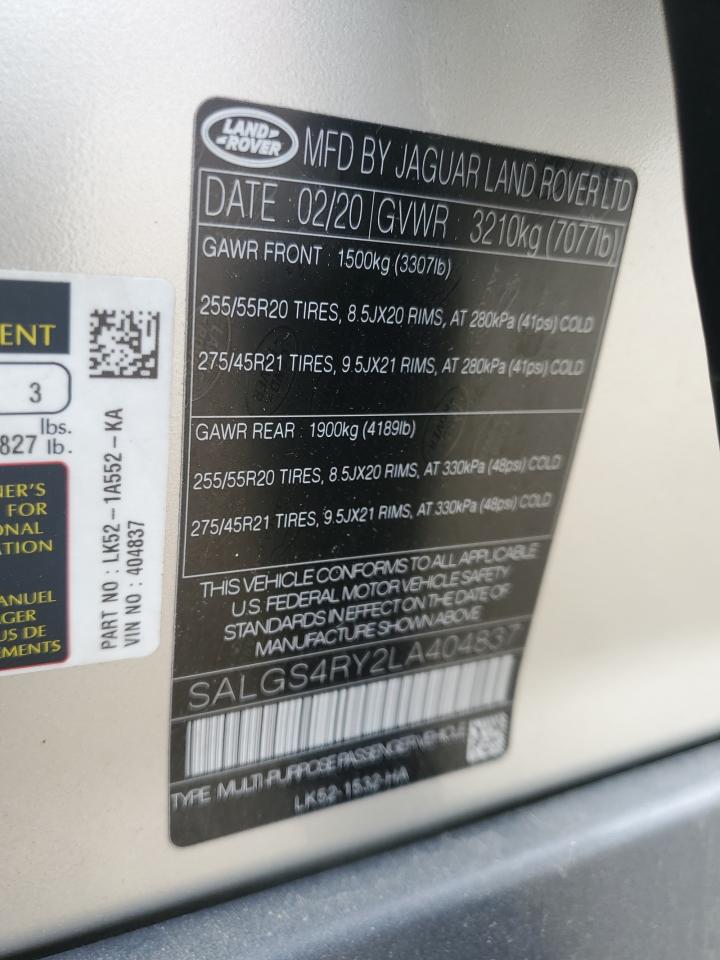 LAND ROVER
MFD BY JAGUAR LAND ROVER LTD
DATE 02/20 GVWR 3210kg (7077lb)
GAWR FRONT : 1500kg (3307lb)
255/55R20 TIRES, 8.5JX20 RIMS, AT 280kPa (41psi) COLD
275/45R21 TIRES, 9.5JX21 RIMS, AT 280kPa (41psi) COLD
GAWR REAR : 1900kg (4189lb)
255/55R20 TIRES, 8.5JX20 RIMS, AT 330kPa (48psi) COLD
275/45R21 TIRES, 9.5JX21 RIMS, AT 330kPa (48psi) COLD
THIS VEHICLE CONFORMS TO ALL APPLICABLE
U.S. FEDERAL MOTOR VEHICLE SAFETY
STANDARDS IN EFFECT ON THE DATE OF
MANUFACTURE SHOWN ABOVE
SALGS4RY2LA404837
TYPE MULTI-PURPOSE PASSENGER VEHICLE
LK52-1532-HA
ENT
3
lbs.
827 lb.
NER'S
FOR
ONAL
ATION
ANUEL
GER
US DE
EMENTS
PART NO : LK52-1A552-KA
VIN NO : 404837